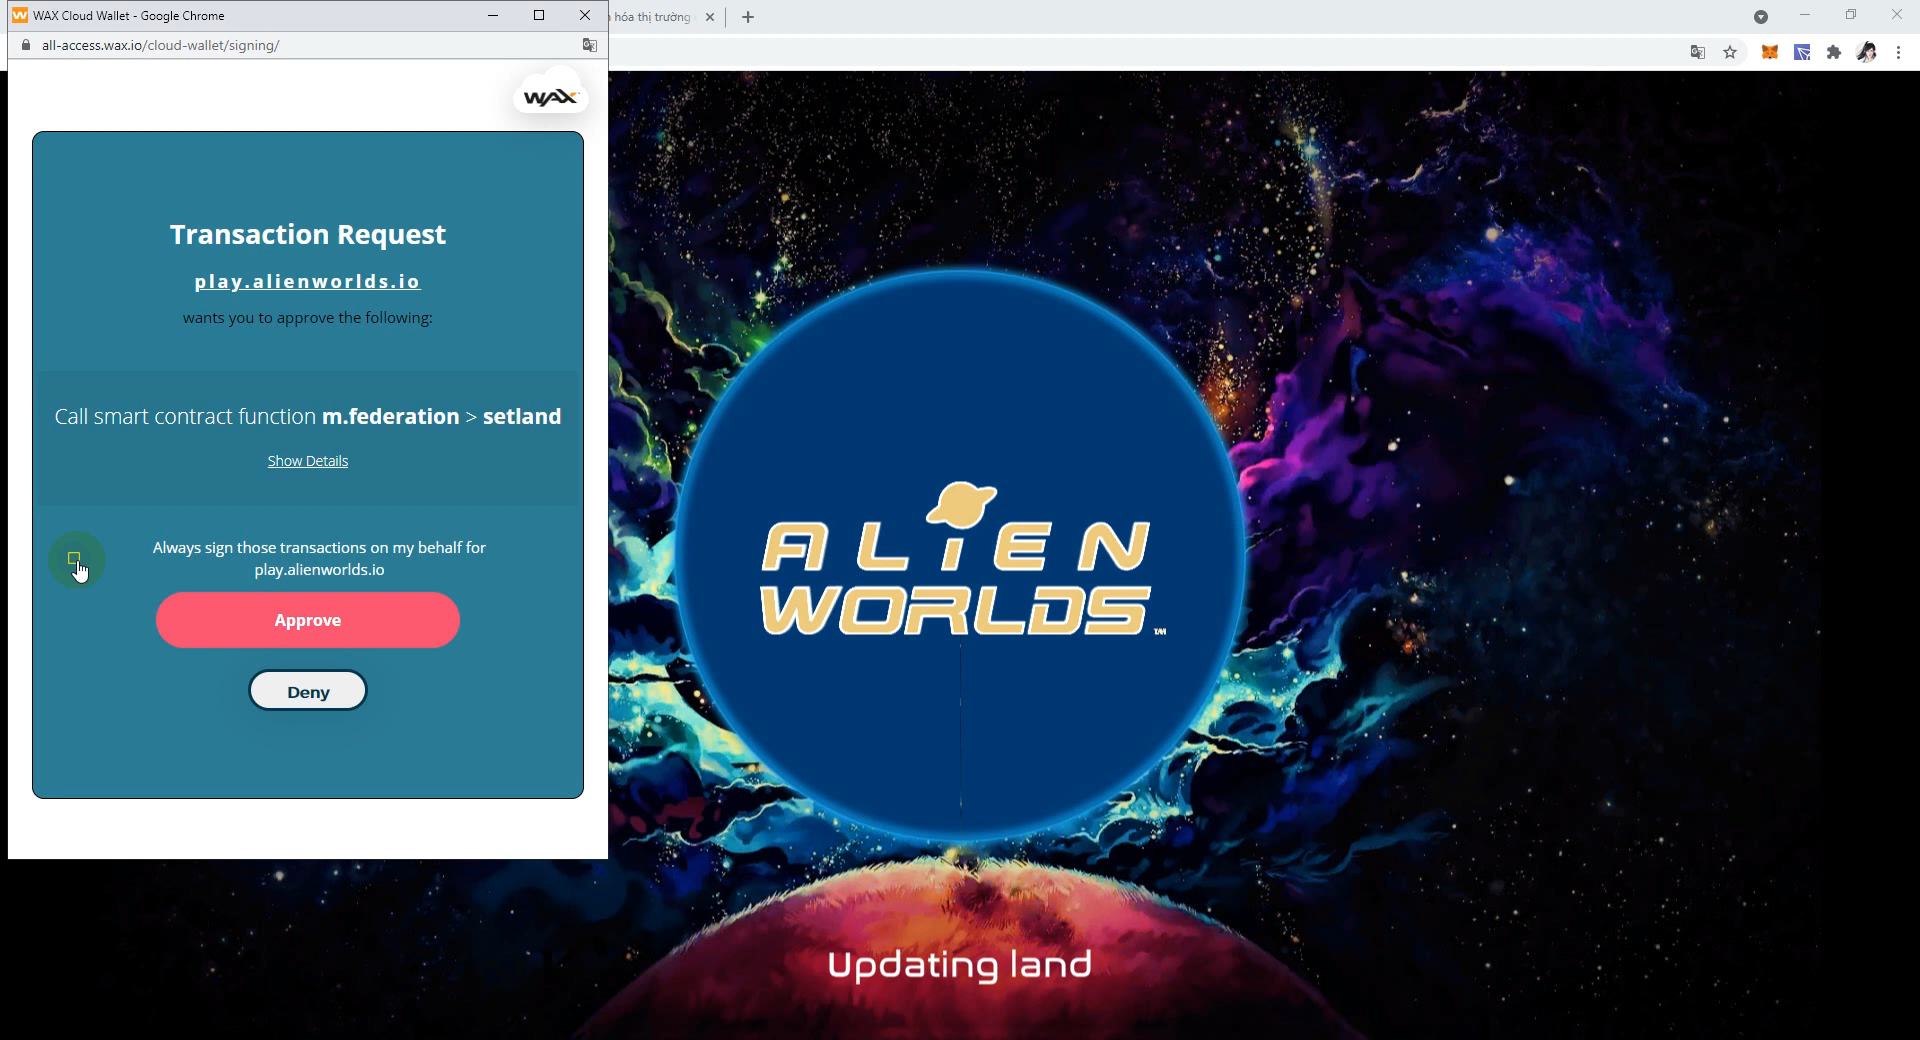 WAX Cloud Wallet - Google Chrome
hóa thị trường
all-access.wax.io/cloud-wallet/signing/
WAX
Transaction Request
play.alienworlds.io
wants you to approve the following:
Call smart contract function m.federation > setland
Show Details
Always sign those transactions on my behalf for
play.alienworlds.io
Approve
Deny
ALIEN
WORLDS™
Updating land